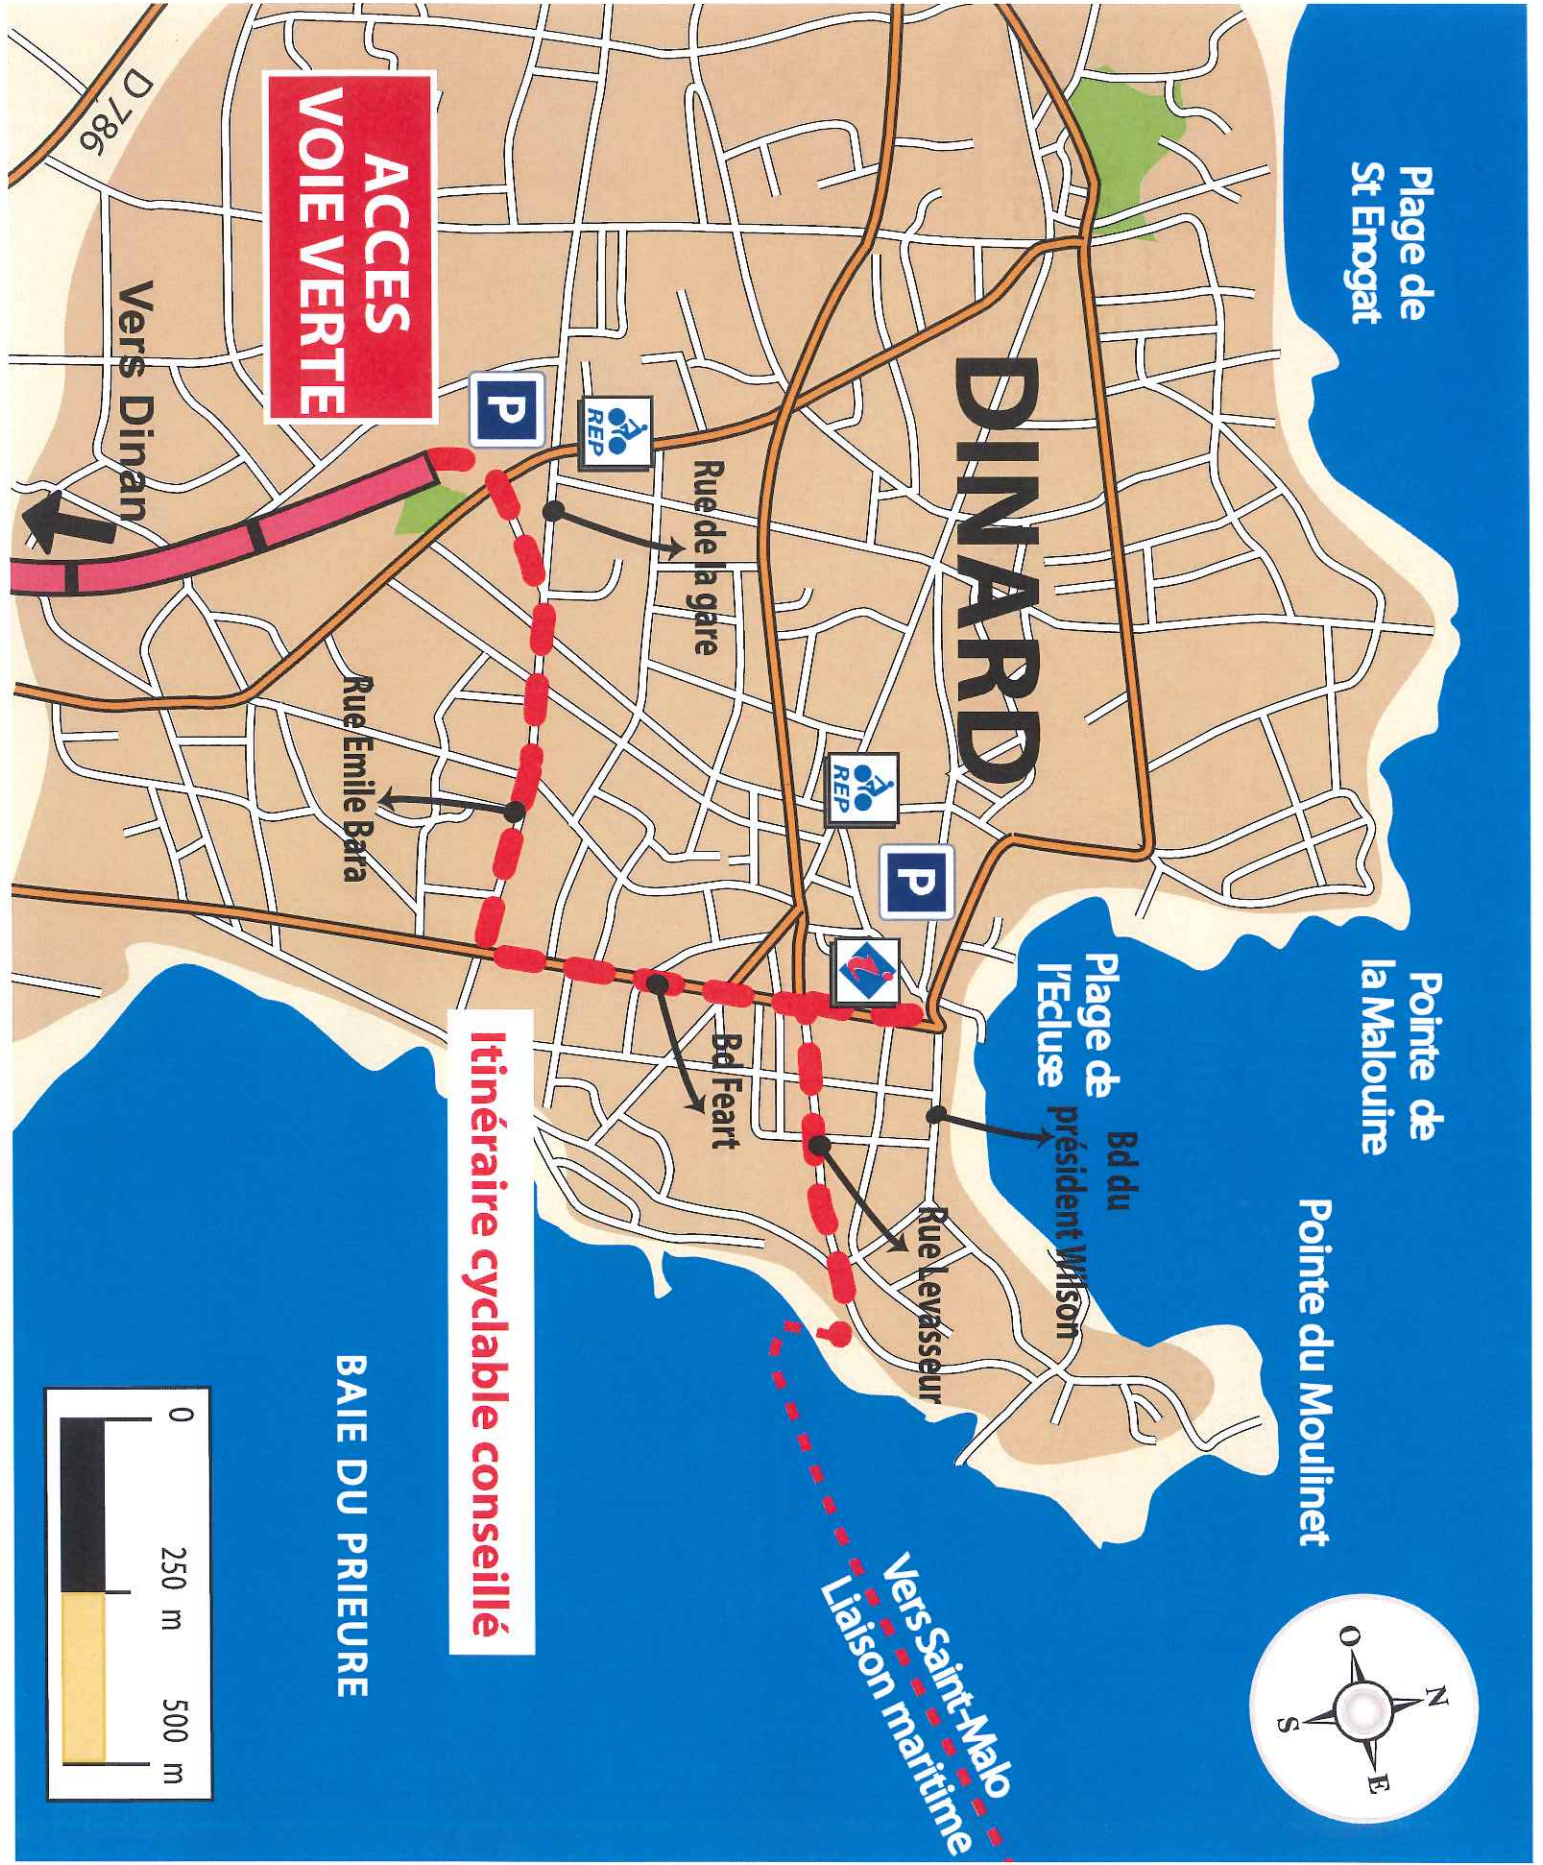 Plage de
St Enogat
Pointe de
la Malouire
Pointe du Moulinet
N
O
E
S
Plage de
l'Ecluse
Bd du
président Wilson
DINARD
P
REP
i
Rue Levasseur
Vers Saint-Malo
Liaison maritime
Rue de la gare
REP
P
Bd Feart
ACCES
VOIE VERTE
Rue Emile Bara
Itinéraire cyclable conseillé
BAIE DU PRIEURE
D 786
Vers Dinan
0
250 m
500 m